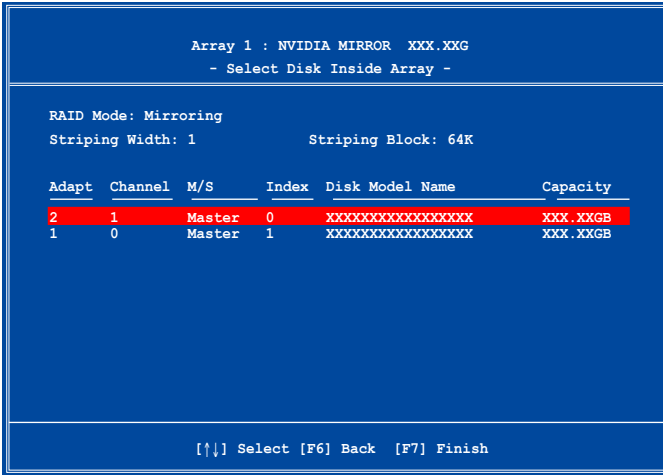 Array 1 : NVIDIA MIRROR XXX.XXG
- Select Disk Inside Array -
RAID Mode: Mirroring
Striping Width: 1 Striping Block: 64K
Adapt Channel M/S Index Disk Model Name Capacity
2 1 Master 0 XXXXXXXXXXXXXXXXX XXX.XXGB
1 0 Master 1 XXXXXXXXXXXXXXXXX XXX.XXGB
[↑↓] Select [F6] Back [F7] Finish